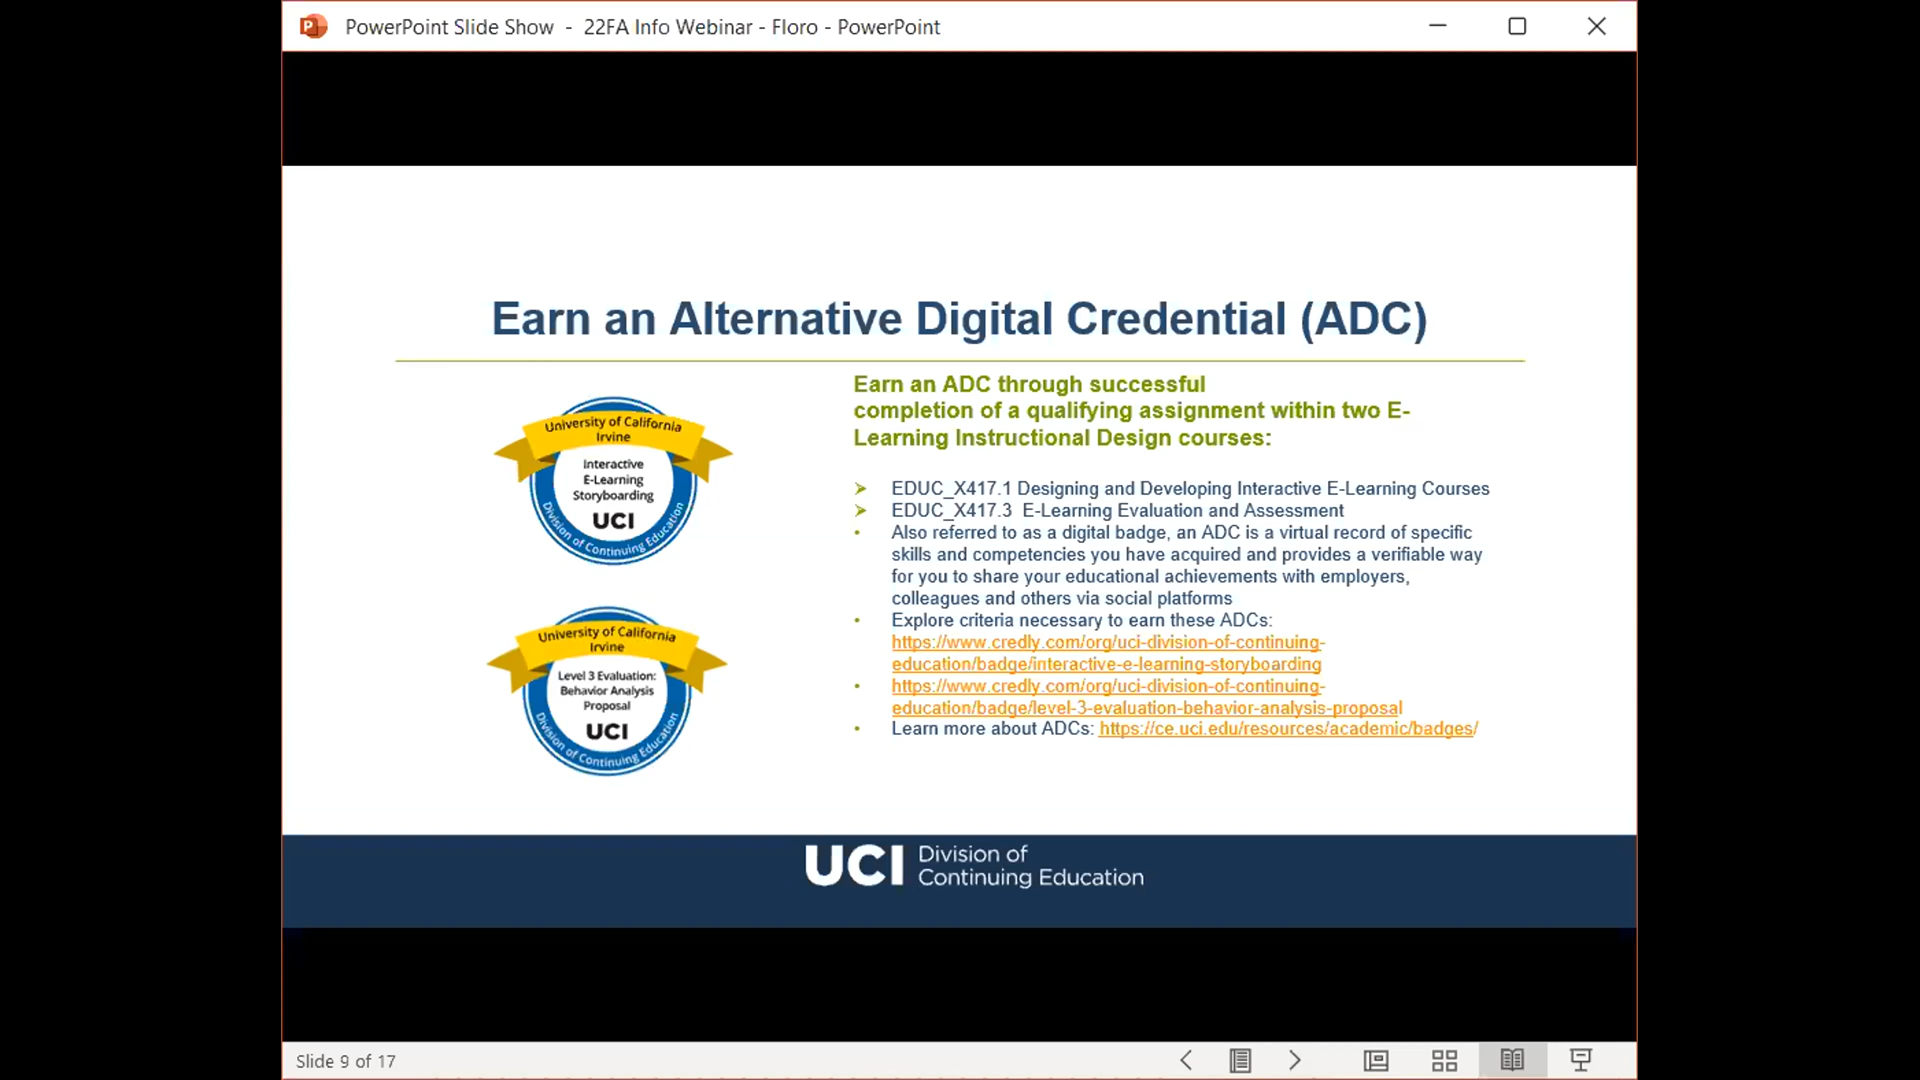 PowerPoint Slide Show - 22FA Info Webinar - Floro - PowerPoint
Earn an Alternative Digital Credential (ADC)
University of California
Irvine
Interactive
E-Learning
Storyboarding
UCI
Division of Continuing Education
University of California
Irvine
Level 3 Evaluation:
Behavior Analysis
Proposal
UCI
Division of Continuing Education
Earn an ADC through successful
completion of a qualifying assignment within two E-
Learning Instructional Design courses:
➤ EDUC_X417.1 Designing and Developing Interactive E-Learning Courses
➤ EDUC_X417.3 E-Learning Evaluation and Assessment
• Also referred to as a digital badge, an ADC is a virtual record of specific
skills and competencies you have acquired and provides a verifiable way
for you to share your educational achievements with employers,
colleagues and others via social platforms
• Explore criteria necessary to earn these ADCs:
https://www.credly.com/org/uci-division-of-continuing-
education/badge/interactive-e-learning-storyboarding
• https://www.credly.com/org/uci-division-of-continuing-
education/badge/level-3-evaluation-behavior-analysis-proposal
• Learn more about ADCs: https://ce.uci.edu/resources/academic/badges/
UCI Division of
Continuing Education
Slide 9 of 17